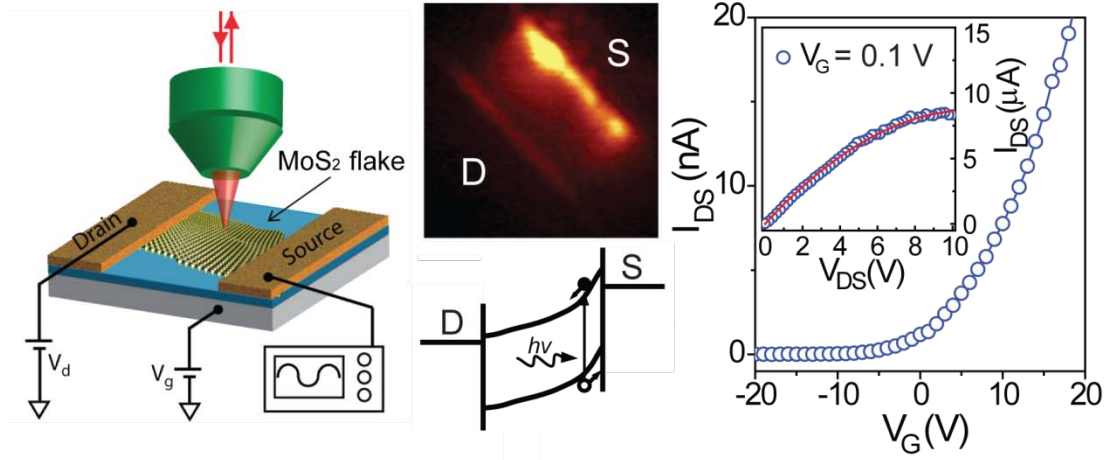 MoS2 flake
Drain
Source
Vd
Vg
S
D
D
S
hν
IDS(nA)
20
10
0
-20
-10
0
10
20
VG(V)
VG = 0.1 V
15
10
5
0
IDS(μA)
0
2
4
6
8
10
VDS(V)